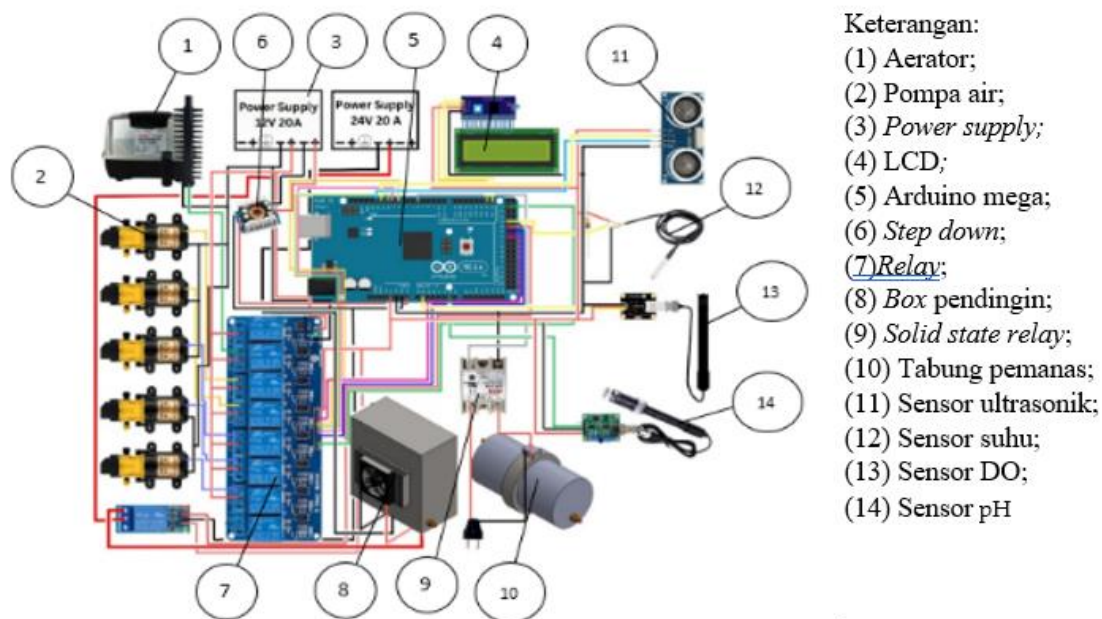 1
6
3
5
4
11
Power Supply
12V 20A
Power Supply
24V 20 A
2
12
13
14
7
8
9
10
Keterangan:
(1) Aerator;
(2) Pompa air;
(3) Power supply;
(4) LCD;
(5) Arduino mega;
(6) Step down;
(7)Relay;
(8) Box pendingin;
(9) Solid state relay;
(10) Tabung pemanas;
(11) Sensor ultrasonik;
(12) Sensor suhu;
(13) Sensor DO;
(14) Sensor pH